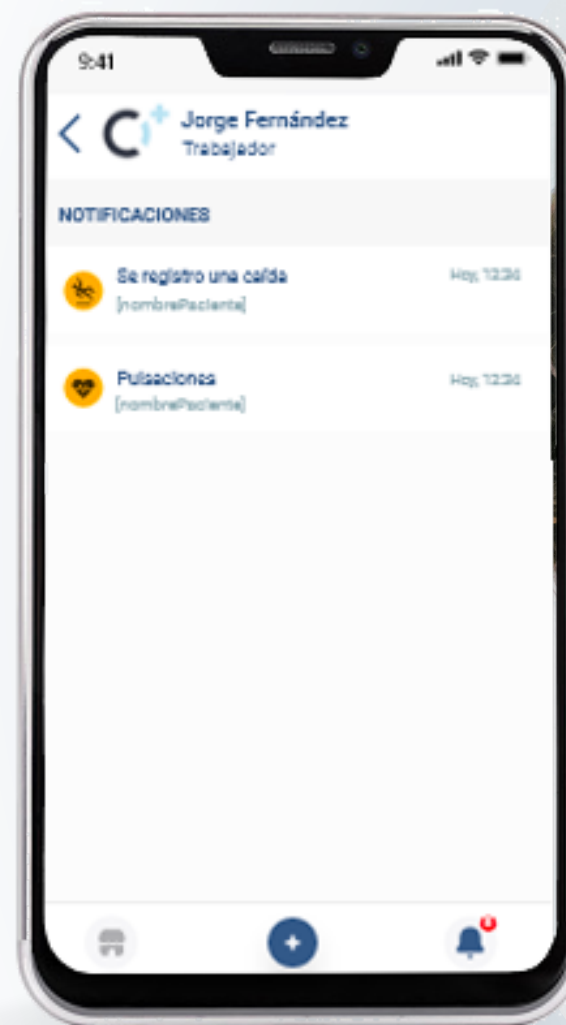 9:41
Jorge Fernández
Trabajador
NOTIFICACIONES
Se registro una caída
Hoy, 12:34
[nombrePaciente]
Pulsaciones
Hoy, 12:34
[nombrePaciente]